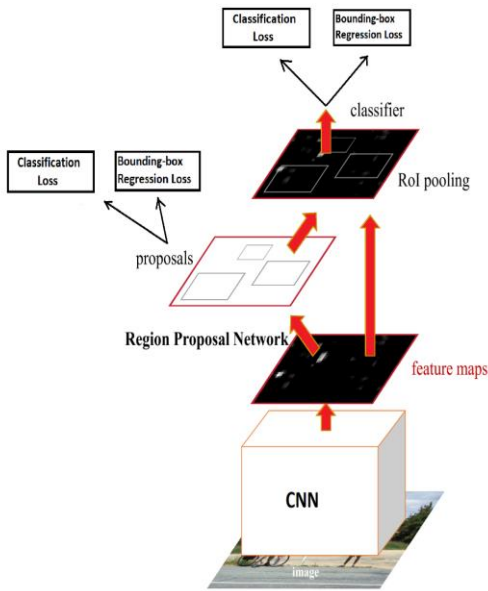 Classification
Loss
Bounding-box
Regression Loss
classifier
RoI pooling
Classification
Loss
Bounding-box
Regression Loss
proposals
Region Proposal Network
feature maps
CNN
image